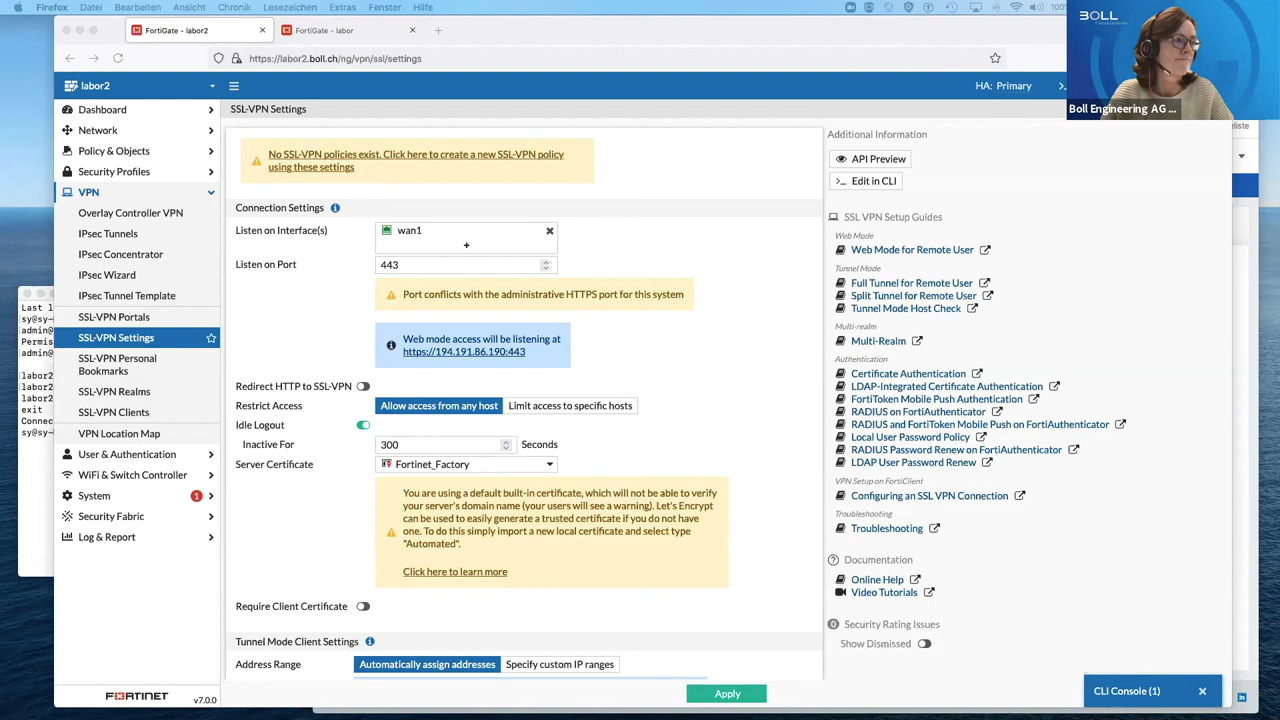 Firefox Datei Bearbeiten Ansicht Chronik Lesezeichen Extras Fenster Hilfe
FortiGate - labor2
FortiGate - labor
https://labor2.boll.ch/ng/vpn/ssl/settings
BOLL
Boll Engineering AG ...
labor2
HA: Primary
Dashboard
Network
Policy & Objects
Security Profiles
VPN
Overlay Controller VPN
IPsec Tunnels
IPsec Concentrator
IPsec Wizard
IPsec Tunnel Template
SSL-VPN Portals
SSL-VPN Settings
SSL-VPN Personal
Bookmarks
SSL-VPN Realms
SSL-VPN Clients
VPN Location Map
User & Authentication
WiFi & Switch Controller
System 1
Security Fabric
Log & Report
FORTINET
v7.0.0
Last l
sy@sy-
admin@
Permis
admin@
labor2
labor2
labor2
exit
Connec
sy@sy-
SSL-VPN Settings
No SSL-VPN policies exist. Click here to create a new SSL-VPN policy
using these settings
Connection Settings
Listen on Interface(s) wan1
+
Listen on Port 443
Port conflicts with the administrative HTTPS port for this system
Web mode access will be listening at
https://194.191.86.190:443
Redirect HTTP to SSL-VPN
Restrict Access Allow access from any host Limit access to specific hosts
Idle Logout
Inactive For 300 Seconds
Server Certificate Fortinet_Factory
You are using a default built-in certificate, which will not be able to verify
your server's domain name (your users will see a warning). Let's Encrypt
can be used to easily generate a trusted certificate if you do not have
one. To do this simply import a new local certificate and select type
"Automated".
Click here to learn more
Require Client Certificate
Tunnel Mode Client Settings
Address Range Automatically assign addresses Specify custom IP ranges
Apply
Additional Information
API Preview
>_ Edit in CLI
SSL VPN Setup Guides
Web Mode
Web Mode for Remote User
Tunnel Mode
Full Tunnel for Remote User
Split Tunnel for Remote User
Tunnel Mode Host Check
Multi-realm
Multi-Realm
Authentication
Certificate Authentication
LDAP-Integrated Certificate Authentication
FortiToken Mobile Push Authentication
RADIUS on FortiAuthenticator
RADIUS and FortiToken Mobile Push on FortiAuthenticator
Local User Password Policy
RADIUS Password Renew on FortiAuthenticator
LDAP User Password Renew
VPN Setup on FortiClient
Configuring an SSL VPN Connection
Troubleshooting
Troubleshooting
Documentation
Online Help
Video Tutorials
0 Security Rating Issues
Show Dismissed
CLI Console (1)